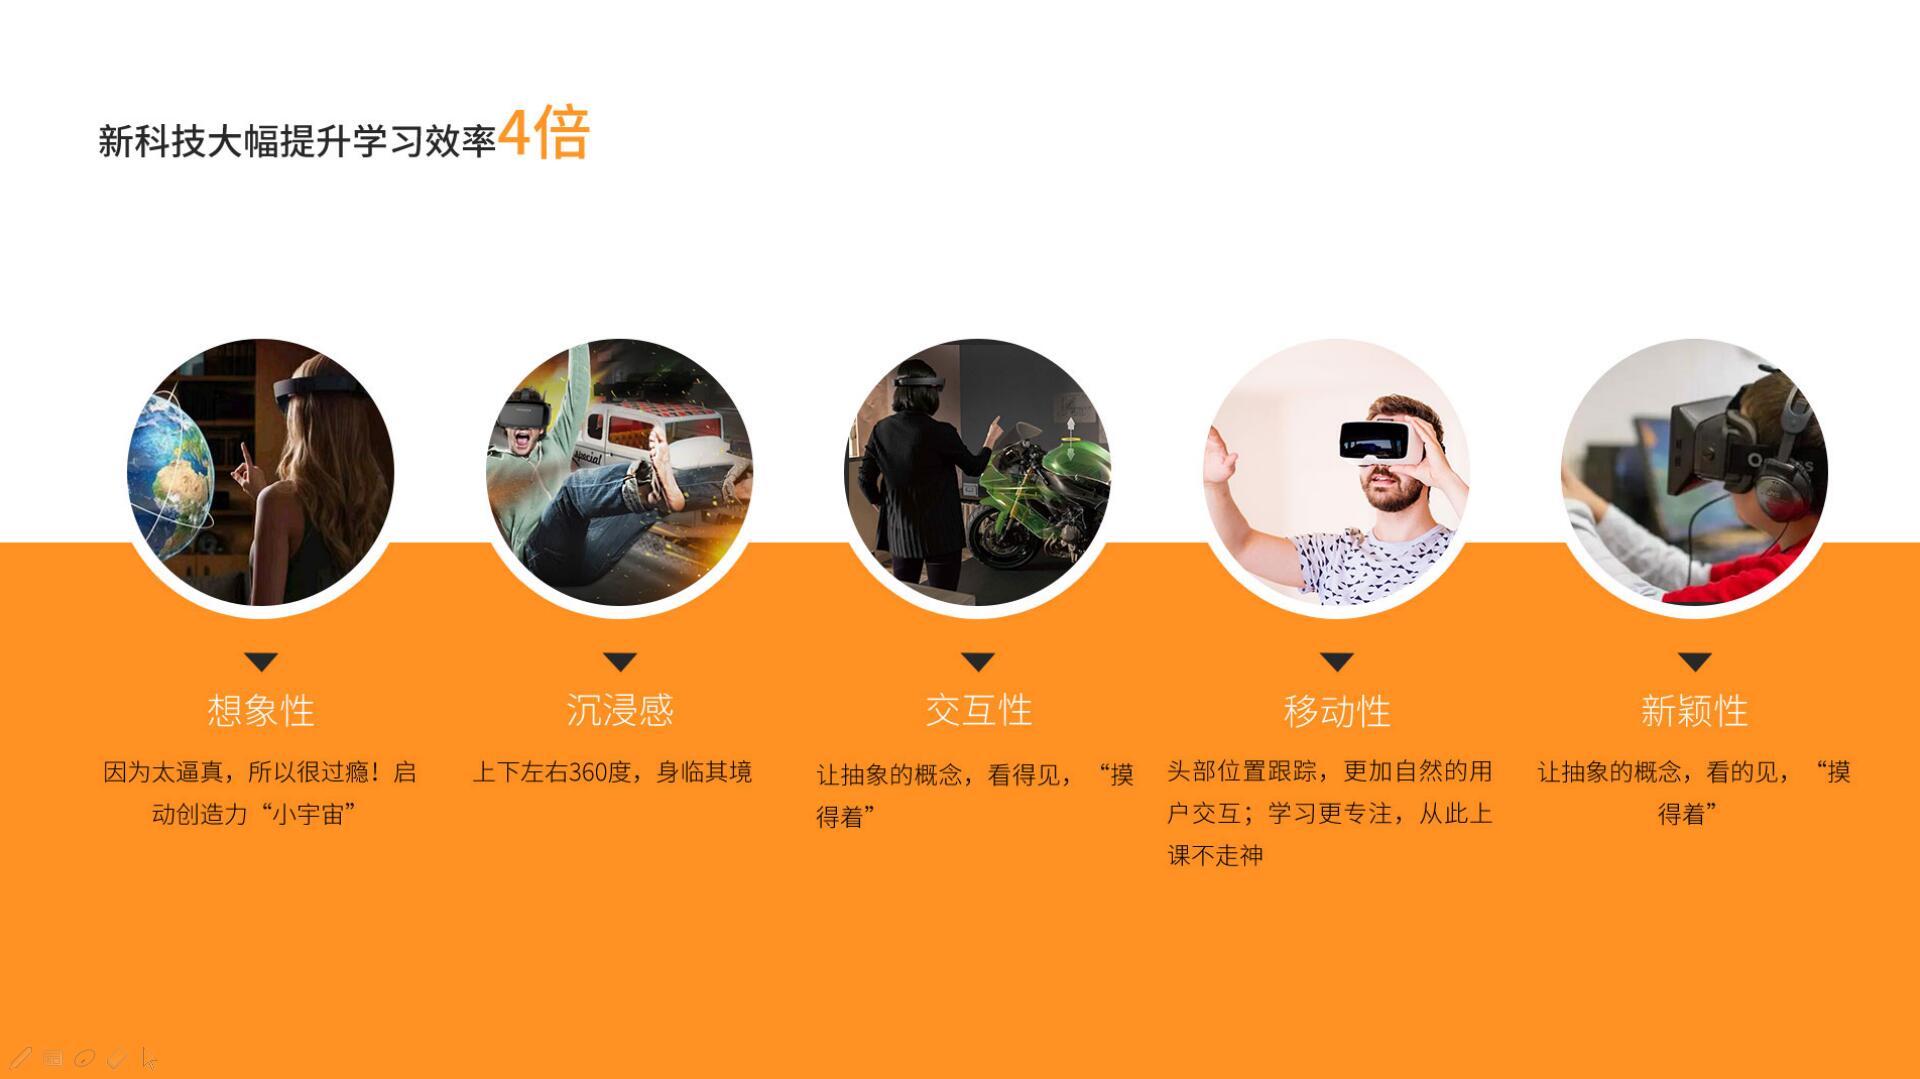 新科技大幅提升学习效率4倍
special
想象性
因为太逼真，所以很过瘾！启
动创造力“小宇宙”
沉浸感
上下左右360度，身临其境
交互性
让抽象的概念，看得见，“摸
得着”
移动性
头部位置跟踪，更加自然的用
户交互；学习更专注，从此上
课不走神
新颖性
让抽象的概念，看的见，“摸
得着”